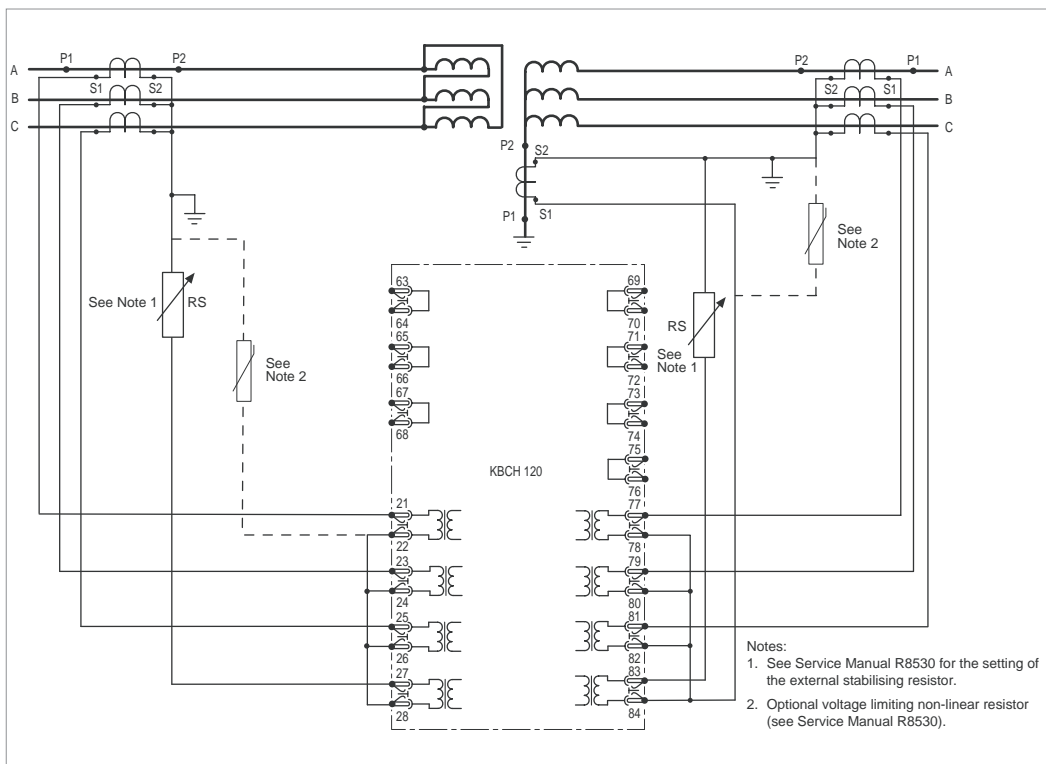 P1
P2
P2
P1
A
A
S1
S2
S2
S1
B
B
C
C
P2
S2
P1
S1
See
Note 2
See Note 1
RS
RS
See
Note 1
See
Note 2
63
64
65
66
67
68
69
70
71
72
73
74
75
76
KBCH 120
21
22
23
24
25
26
27
28
77
78
79
80
81
82
83
84
Notes:
1. See Service Manual R8530 for the setting of
the external stabilising resistor.
2. Optional voltage limiting non-linear resistor
(see Service Manual R8530).